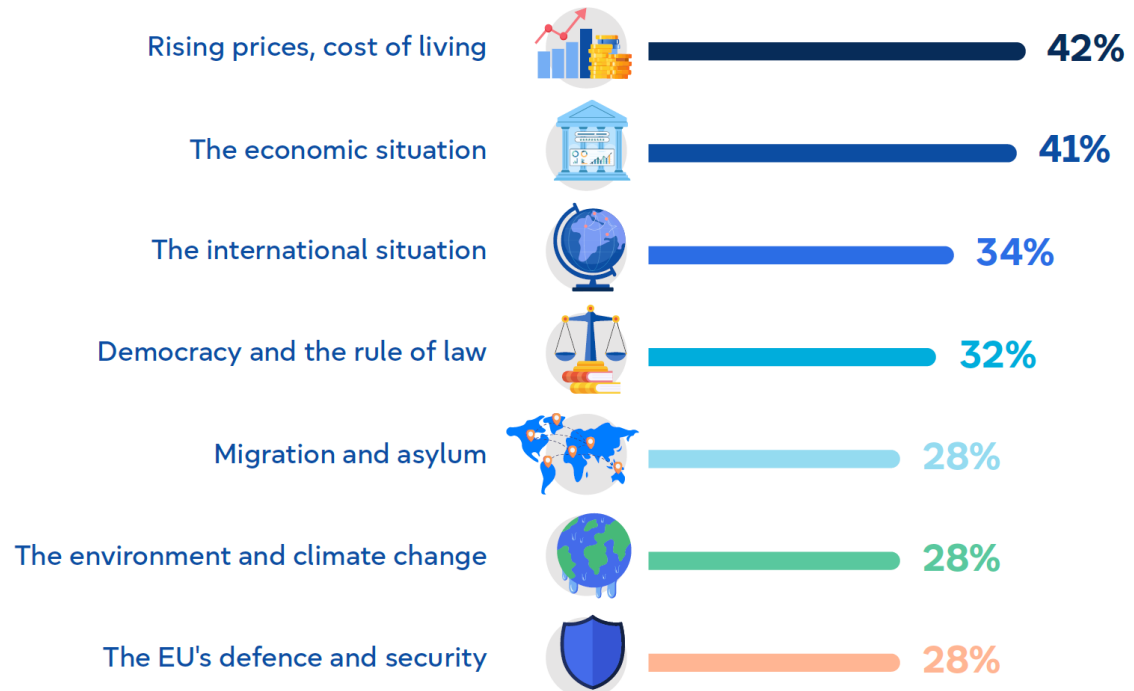 Rising prices, cost of living 42%
The economic situation 41%
The international situation 34%
Democracy and the rule of law 32%
Migration and asylum 28%
The environment and climate change 28%
The EU's defence and security 28%